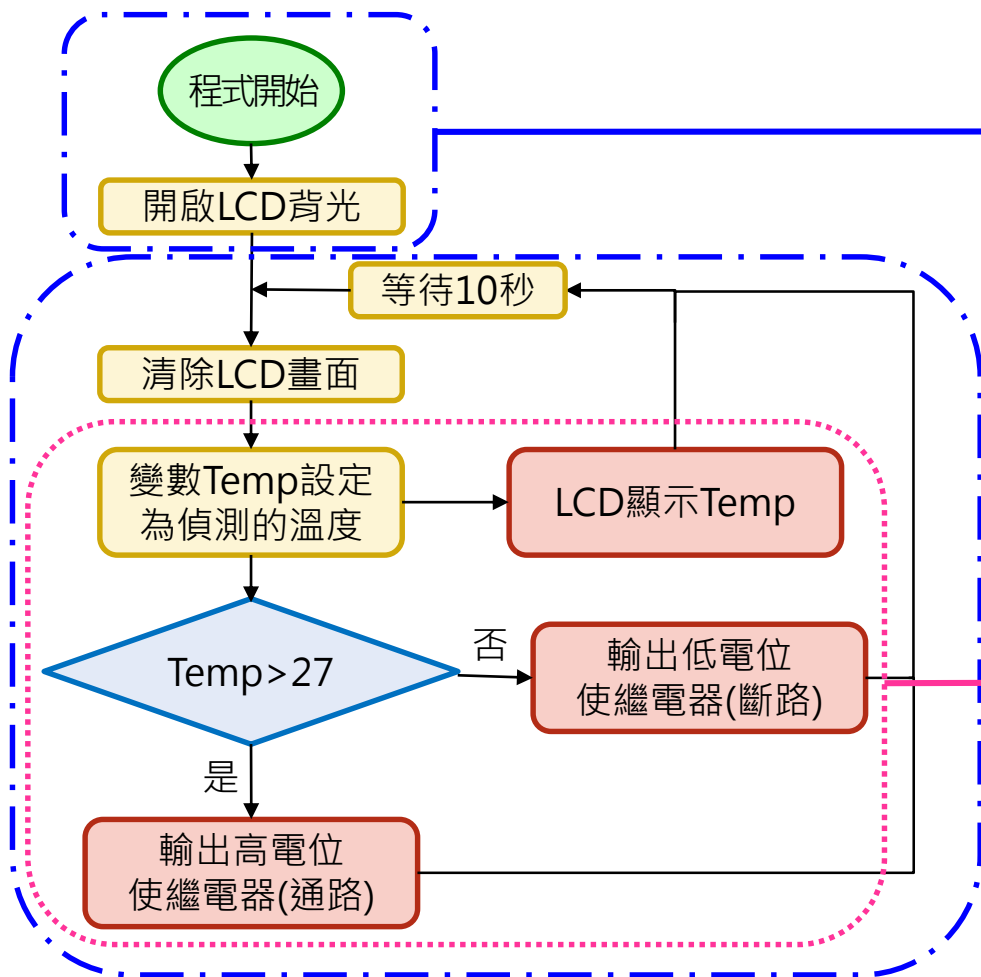 程式開始
開啟LCD背光
等待10秒
清除LCD畫面
變數Temp設定
為偵測的溫度
LCD顯示Temp
Temp>27
否
輸出低電位
使繼電器(斷路)
是
輸出高電位
使繼電器(通路)